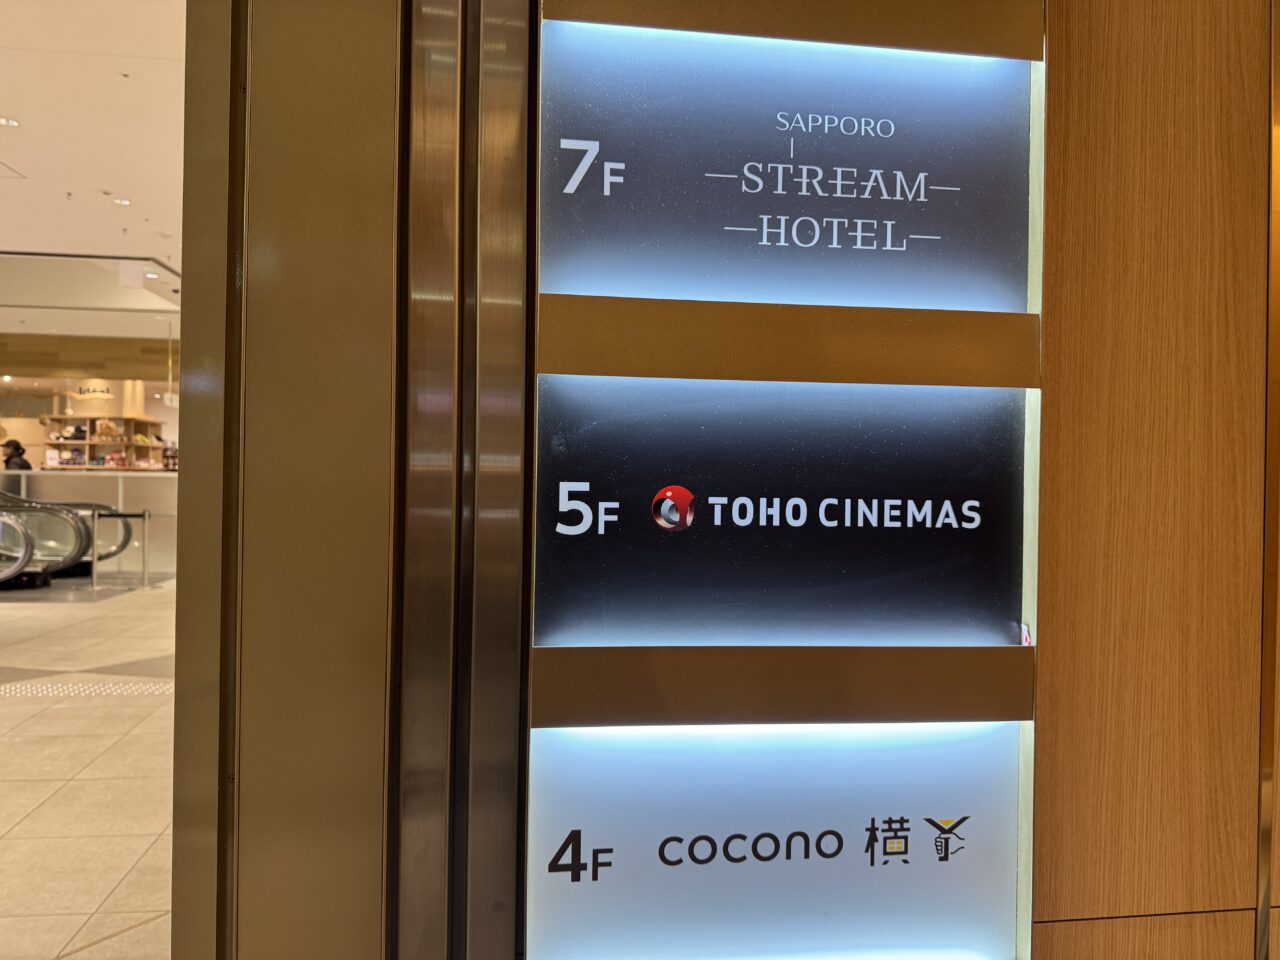 7F
SAPPORO
STREAM
HOTEL
5F
TOHO CINEMAS
4F
cocono 横丁